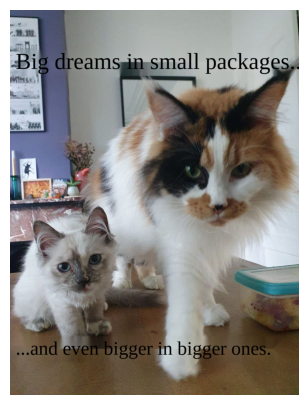 Big dreams in small packages..
...and even bigger in bigger ones.